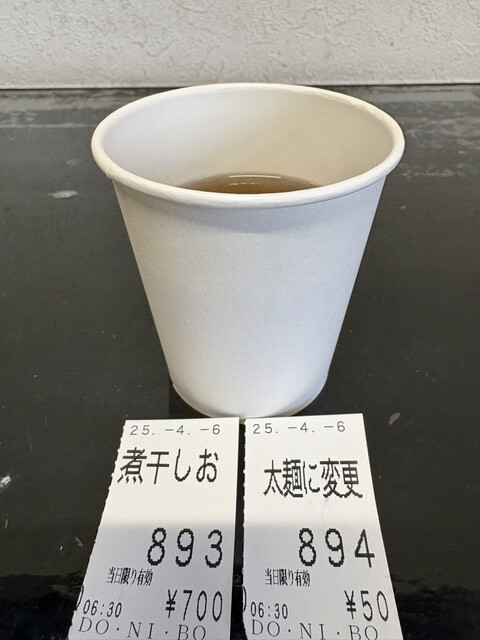 25.-4.-6
煮干しお
893
当日限り有効
06:30 ¥700
DO・NI・BO
25.-4.-6
太麺に変更
894
当日限り有効
06:30 ¥50
DO・NI・BO